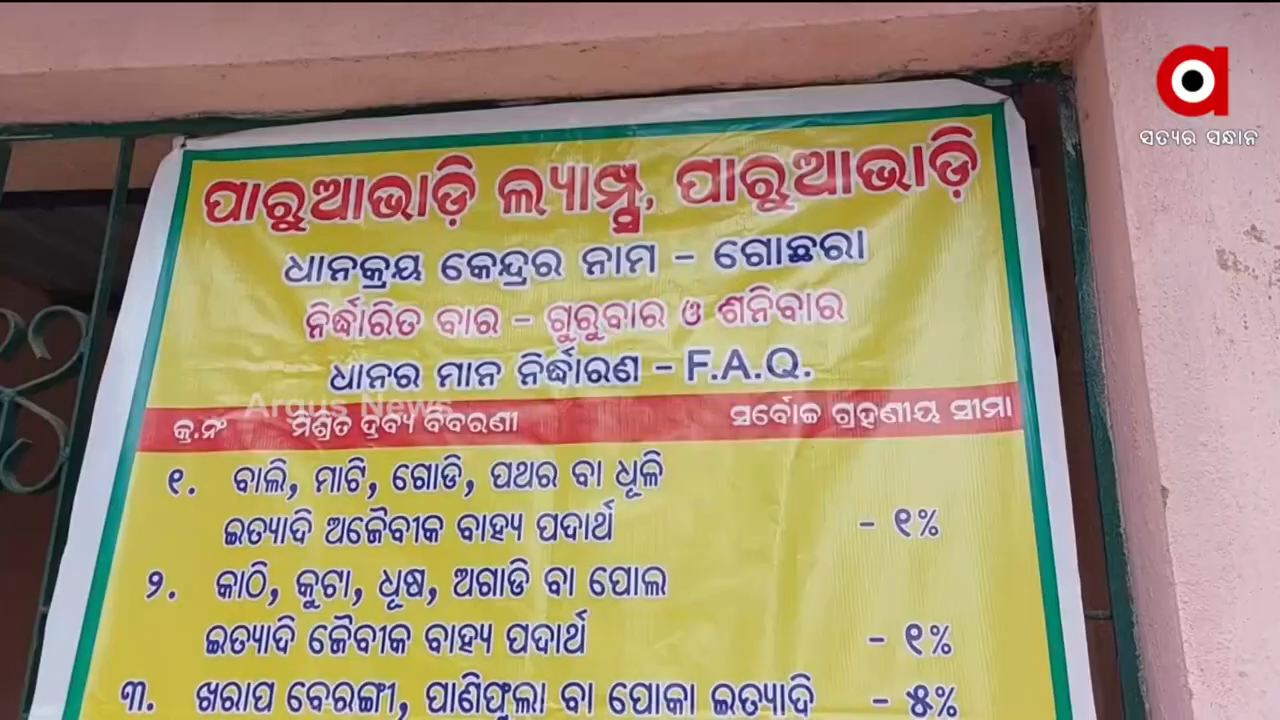 ସତ୍ୟର ସନ୍ଧାନ
ପାରୁଆଭାଡ଼ି ଲ୍ୟାମ୍ପ୍ସ, ପାରୁଆଭାଡ଼ି
ଧାନକ୍ରୟ କେନ୍ଦ୍ରର ନାମ - ଗୋଛରା
ନିର୍ଦ୍ଧାରିତ ବାର - ଗୁରୁବାର ଓ ଶନିବାର
ଧାନର ମାନ ନିର୍ଦ୍ଧାରଣ - F.A.Q.
Argus News
କ୍ର.ନଂ ମିଶ୍ରିତ ଦ୍ରବ୍ୟ ବିବରଣୀ ସର୍ବୋଚ୍ଚ ଗ୍ରହଣୀୟ ସୀମା
୧. ବାଲି, ମାଟି, ଗୋଡି, ପଥର ବା ଧୂଳି
ଇତ୍ୟାଦି ଅଜୈବୀକ ବାହ୍ୟ ପଦାର୍ଥ - ୧%
୨. କାଠି, କୁଟା, ଧୂଷ, ଅଗାଡି ବା ପୋଲ
ଇତ୍ୟାଦି ଜୈବୀକ ବାହ୍ୟ ପଦାର୍ଥ - ୧%
୩. ଖରାପ ବେରଙ୍ଗୀ, ପାଣିଫୁଲା ବା ପୋକା ଇତ୍ୟାଦି - ୫%